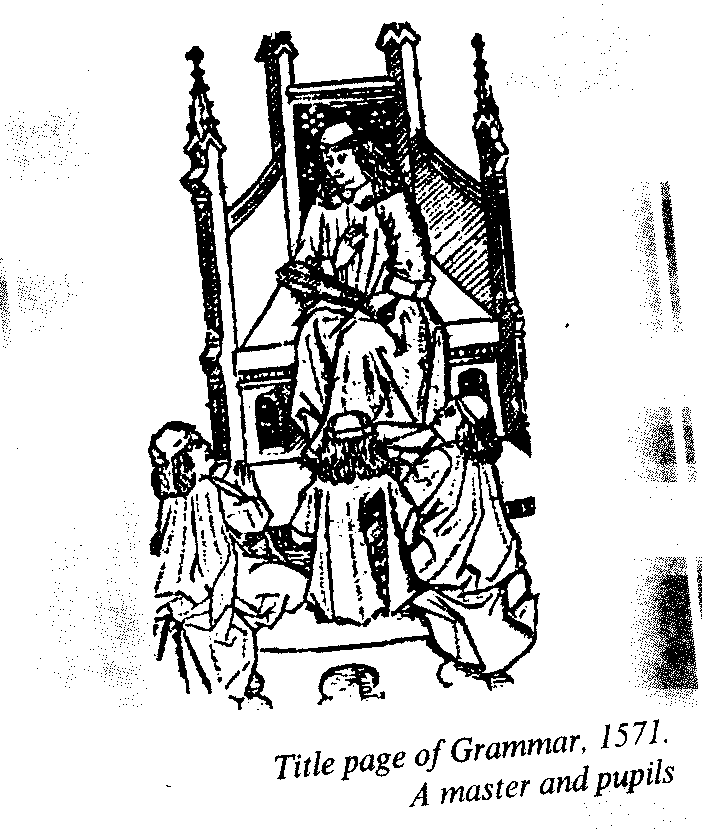 Title page of Grammar, 1571.
A master and pupils